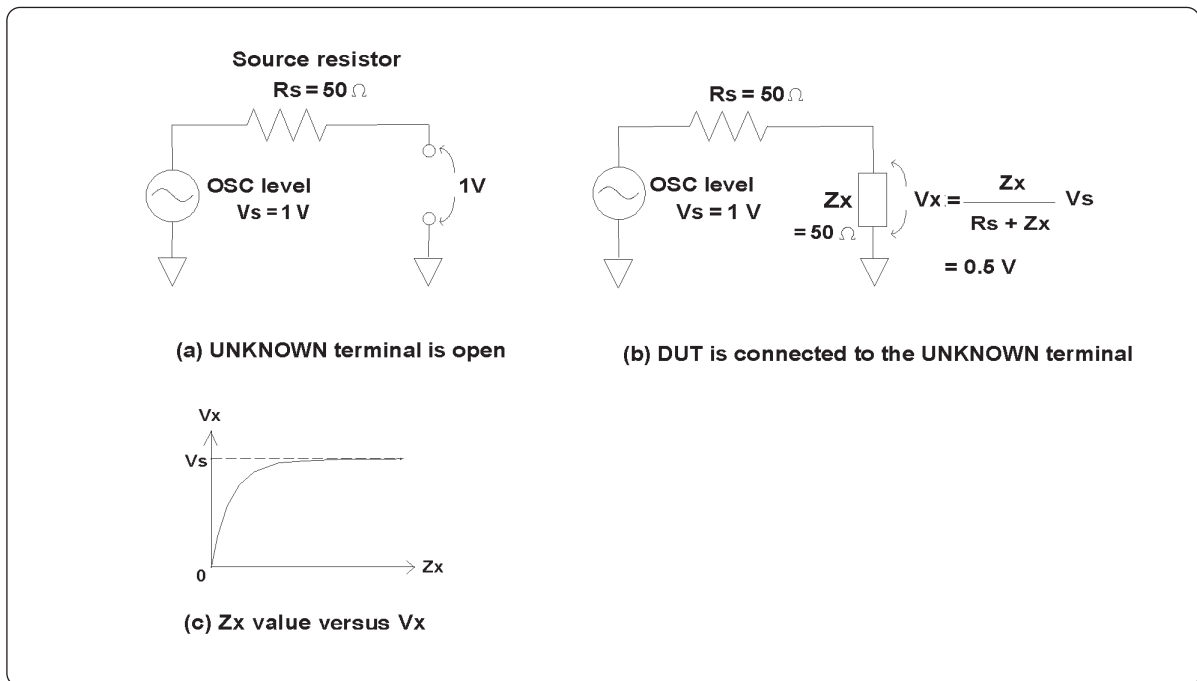 Source resistor
Rs = 50 Ω
OSC level
Vs = 1 V
1V
(a) UNKNOWN terminal is open
Rs = 50 Ω
OSC level
Vs = 1 V
Zx
= 50 Ω
Vx = Zx / Rs + Zx Vs
= 0.5 V
(b) DUT is connected to the UNKNOWN terminal
Vx
Vs
0
Zx
(c) Zx value versus Vx